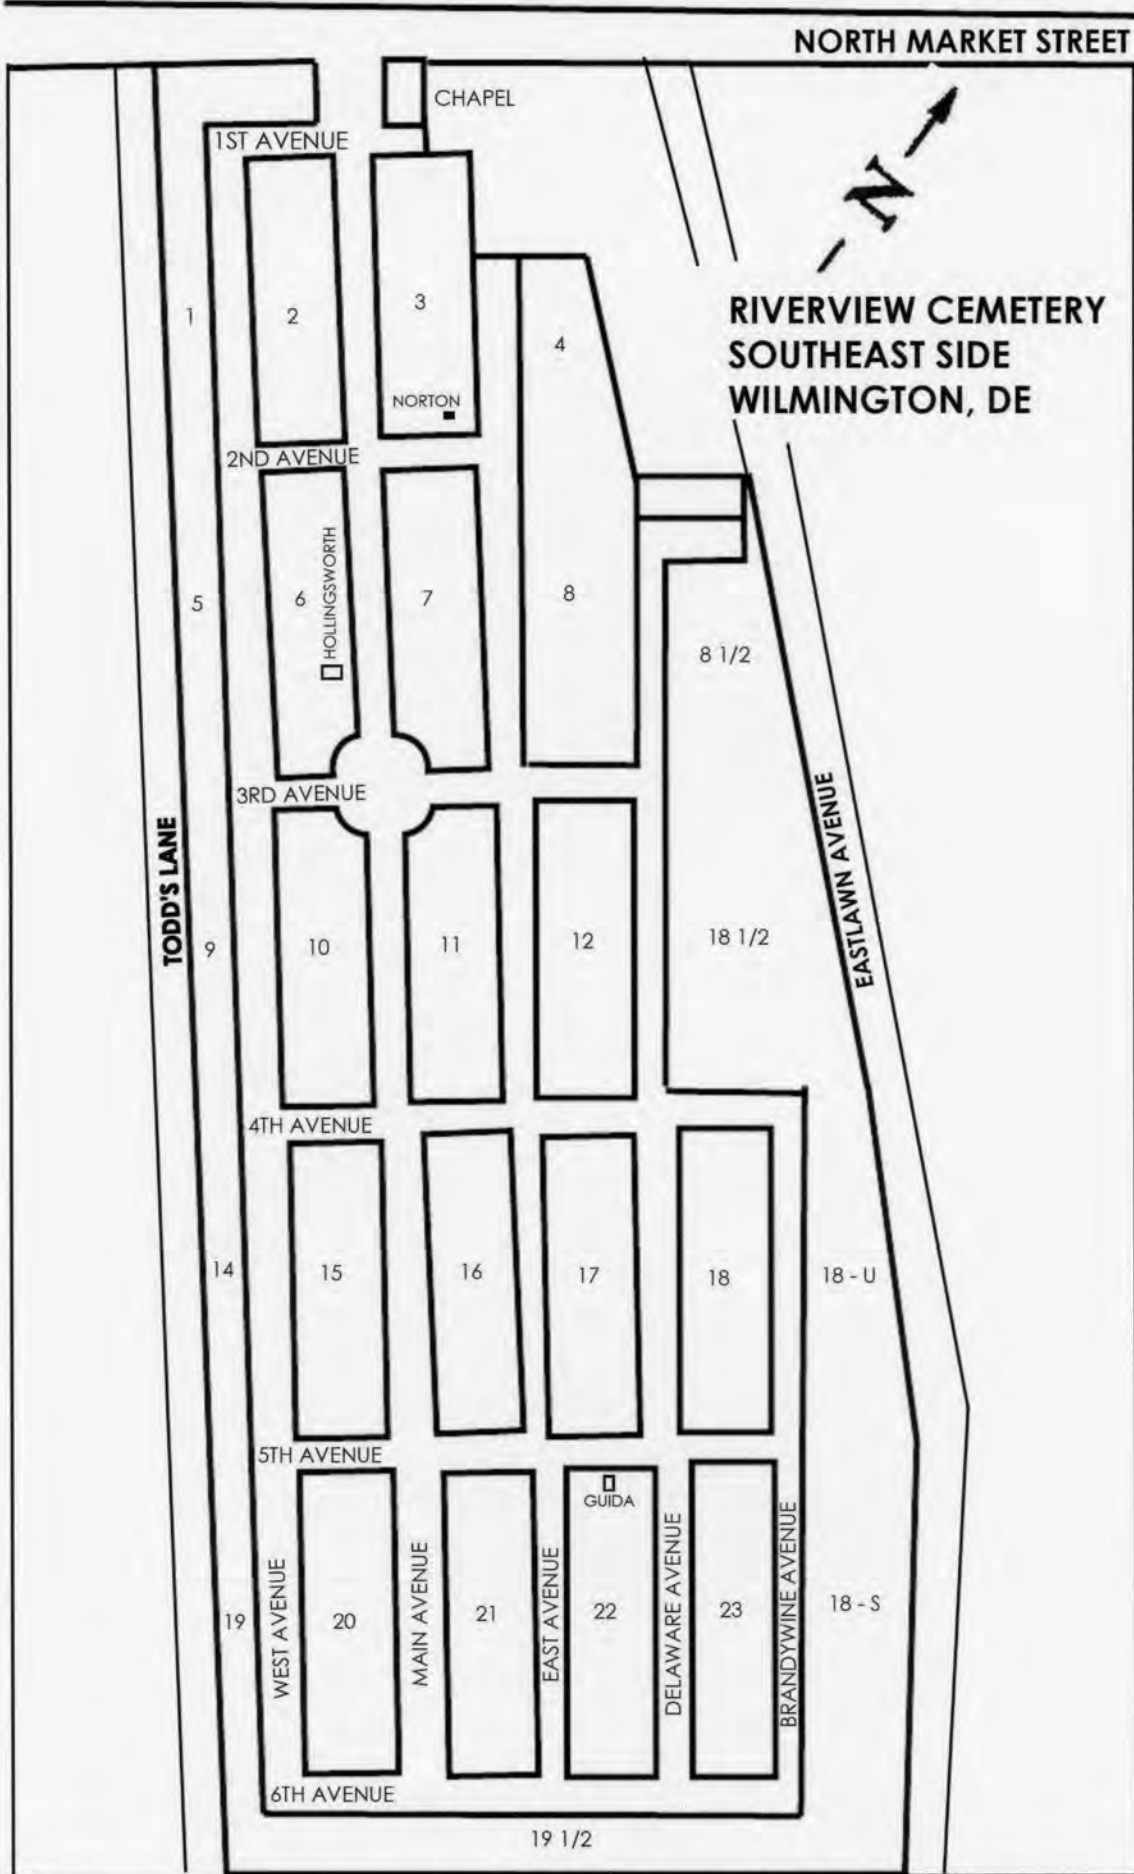 NORTH MARKET STREET
CHAPEL
1ST AVENUE
N
1
2
3
4
RIVERVIEW CEMETERY
SOUTHEAST SIDE
WILMINGTON, DE
NORTON
2ND AVENUE
5
6
HOLLINGSWORTH
7
8
8 1/2
3RD AVENUE
TODD'S LANE
EASTLAWN AVENUE
9
10
11
12
18 1/2
4TH AVENUE
14
15
16
17
18
18 - U
5TH AVENUE
GUIDA
19
WEST AVENUE
20
MAIN AVENUE
21
EAST AVENUE
22
DELAWARE AVENUE
23
BRANDYWINE AVENUE
18 - S
6TH AVENUE
19 1/2